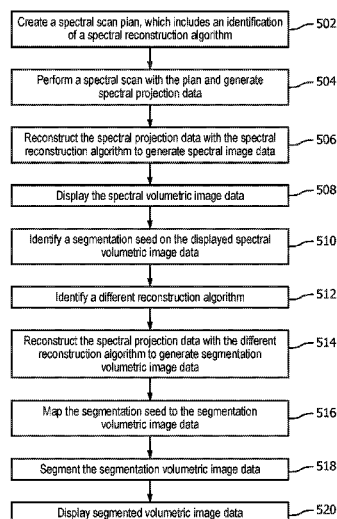 Create a spectral scan plan, which includes an identification
of a spectral reconstruction algorithm
502
Perform a spectral scan with the plan and generate
spectral projection data
504
Reconstruct the spectral projection data with the spectral
reconstruction algorithm to generate spectral image data
506
Display the spectral volumetric image data
508
Identify a segmentation seed on the displayed spectral
volumetric image data
510
Identify a different reconstruction algorithm
512
Reconstruct the spectral projection data with the different
reconstruction algorithm to generate segmentation
volumetric image data
514
Map the segmentation seed to the segmentation
volumetric image data
516
Segment the segmentation volumetric image data
518
Display segmented volumetric image data
520